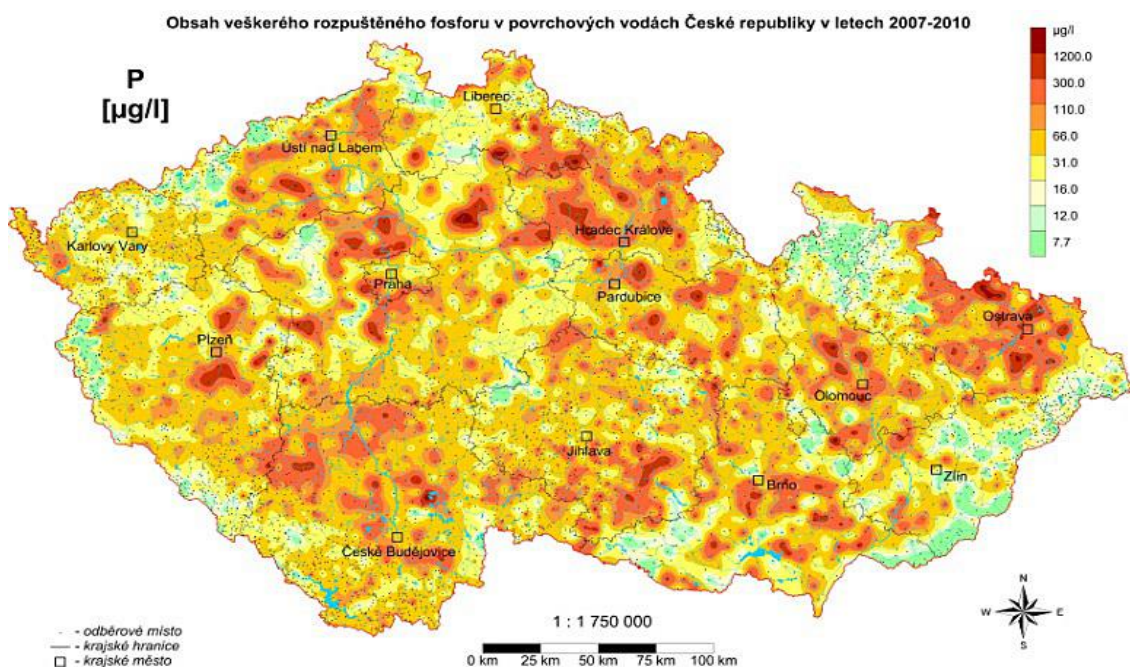 Obsah veškerého rozpuštěného fosforu v povrchových vodách České republiky v letech 2007-2010
P
[µg/l]
µg/l
1200.0
300.0
110.0
66.0
31.0
16.0
12.0
7.7
Liberec
Ústí nad Labem
Karlovy Vary
Hradec Králové
Praha
Pardubice
Plzeň
Ostrava
Olomouc
Jihlava
Zlín
Brno
České Budějovice
N
W E
S
1 : 1 750 000
- odběrové místo
- krajské hranice
- krajské město
0 km 25 km 50 km 75 km 100 km